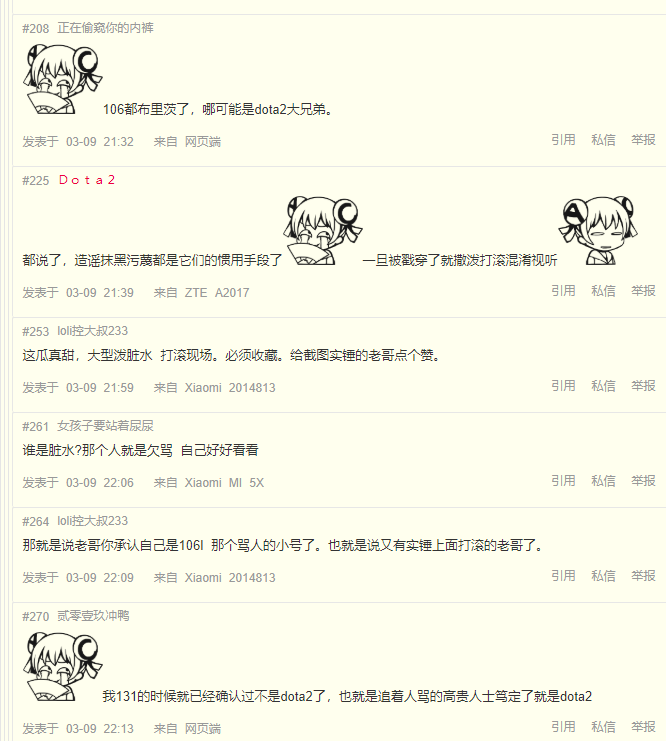 #208 正在偷窥你的内裤
106都布里茨了，哪可能是dota2大兄弟。
发表于 03-09 21:32 来自 网页端 引用 私信 举报
#225 Ｄｏｔａ２
都说了，造谣抹黑污蔑都是它们的惯用手段了 一旦被戳穿了就撒泼打滚混淆视听
发表于 03-09 21:39 来自 ZTE A2017 引用 私信 举报
#253 loli控大叔233
这瓜真甜，大型泼脏水 打滚现场。必须收藏。给截图实锤的老哥点个赞。
发表于 03-09 21:59 来自 Xiaomi 2014813 引用 私信 举报
#261 女孩子要站着尿尿
谁是脏水?那个人就是欠骂 自己好好看看
发表于 03-09 22:06 来自 Xiaomi MI 5X 引用 私信 举报
#264 loli控大叔233
那就是说老哥你承认自己是106l 那个骂人的小号了。也就是说又有实锤上面打滚的老哥了。
发表于 03-09 22:09 来自 Xiaomi 2014813 引用 私信 举报
#270 贰零壹玖冲鸭
我131的时候就已经确认过不是dota2了，也就是追着人骂的高贵人士笃定了就是dota2
发表于 03-09 22:13 来自 网页端 引用 私信 举报